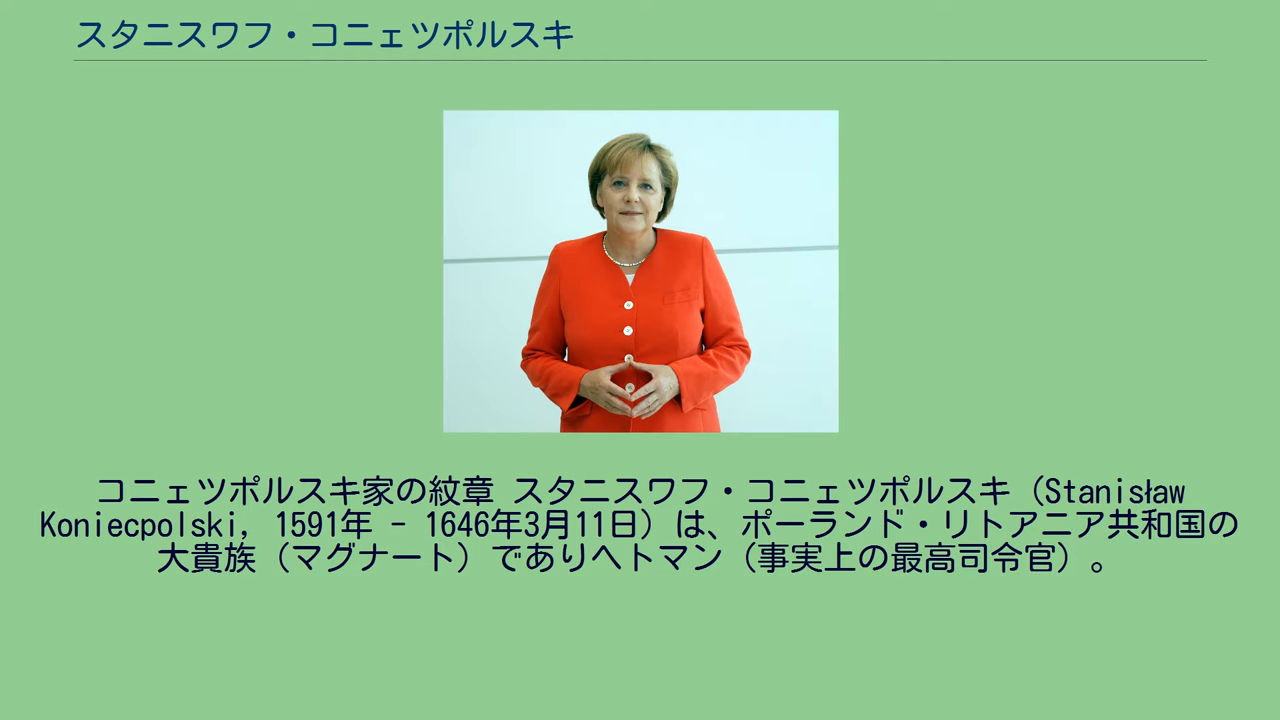 スタニスワフ・コニェツポルスキ
コニェツポルスキ家の紋章 スタニスワフ・コニェツポルスキ（Stanisław
Koniecpolski, 1591年 - 1646年3月11日）は、ポーランド・リトアニア共和国の
大貴族（マグナート）でありヘトマン（事実上の最高司令官）。